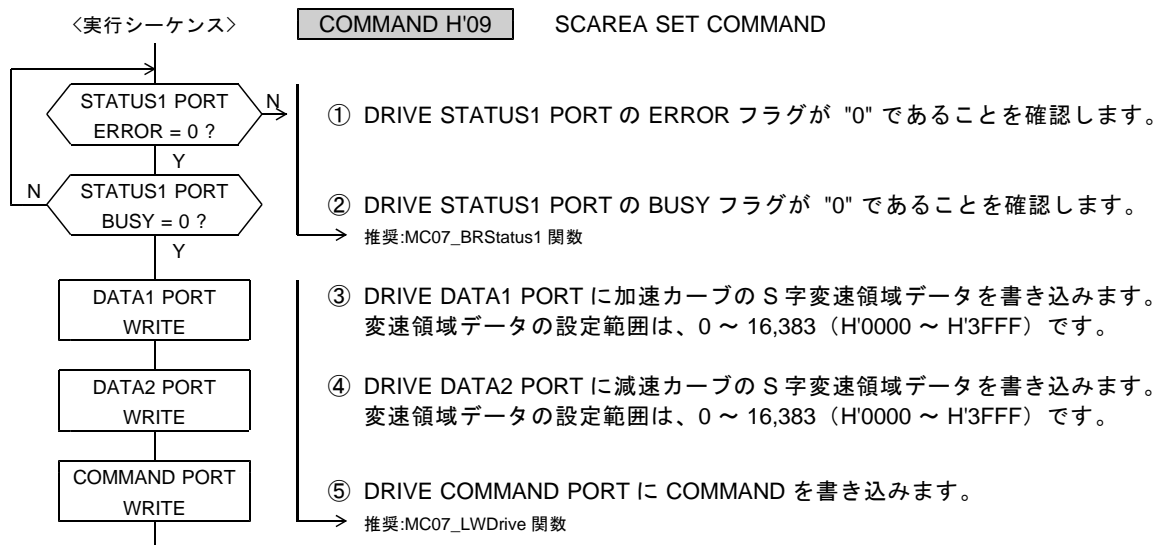 〈実行シーケンス〉
COMMAND H'09 SCAREA SET COMMAND
STATUS1 PORT
ERROR = 0 ?
N
Y
① DRIVE STATUS1 PORT の ERROR フラグが "0" であることを確認します。
N
STATUS1 PORT
BUSY = 0 ?
Y
② DRIVE STATUS1 PORT の BUSY フラグが "0" であることを確認します。
推奨:MC07_BRStatus1 関数
DATA1 PORT
WRITE
③ DRIVE DATA1 PORT に加速カーブの S 字変速領域データを書き込みます。
変速領域データの設定範囲は、0 ~ 16,383（H'0000 ~ H'3FFF）です。
DATA2 PORT
WRITE
④ DRIVE DATA2 PORT に減速カーブの S 字変速領域データを書き込みます。
変速領域データの設定範囲は、0 ~ 16,383（H'0000 ~ H'3FFF）です。
COMMAND PORT
WRITE
⑤ DRIVE COMMAND PORT に COMMAND を書き込みます。
推奨:MC07_LWDrive 関数